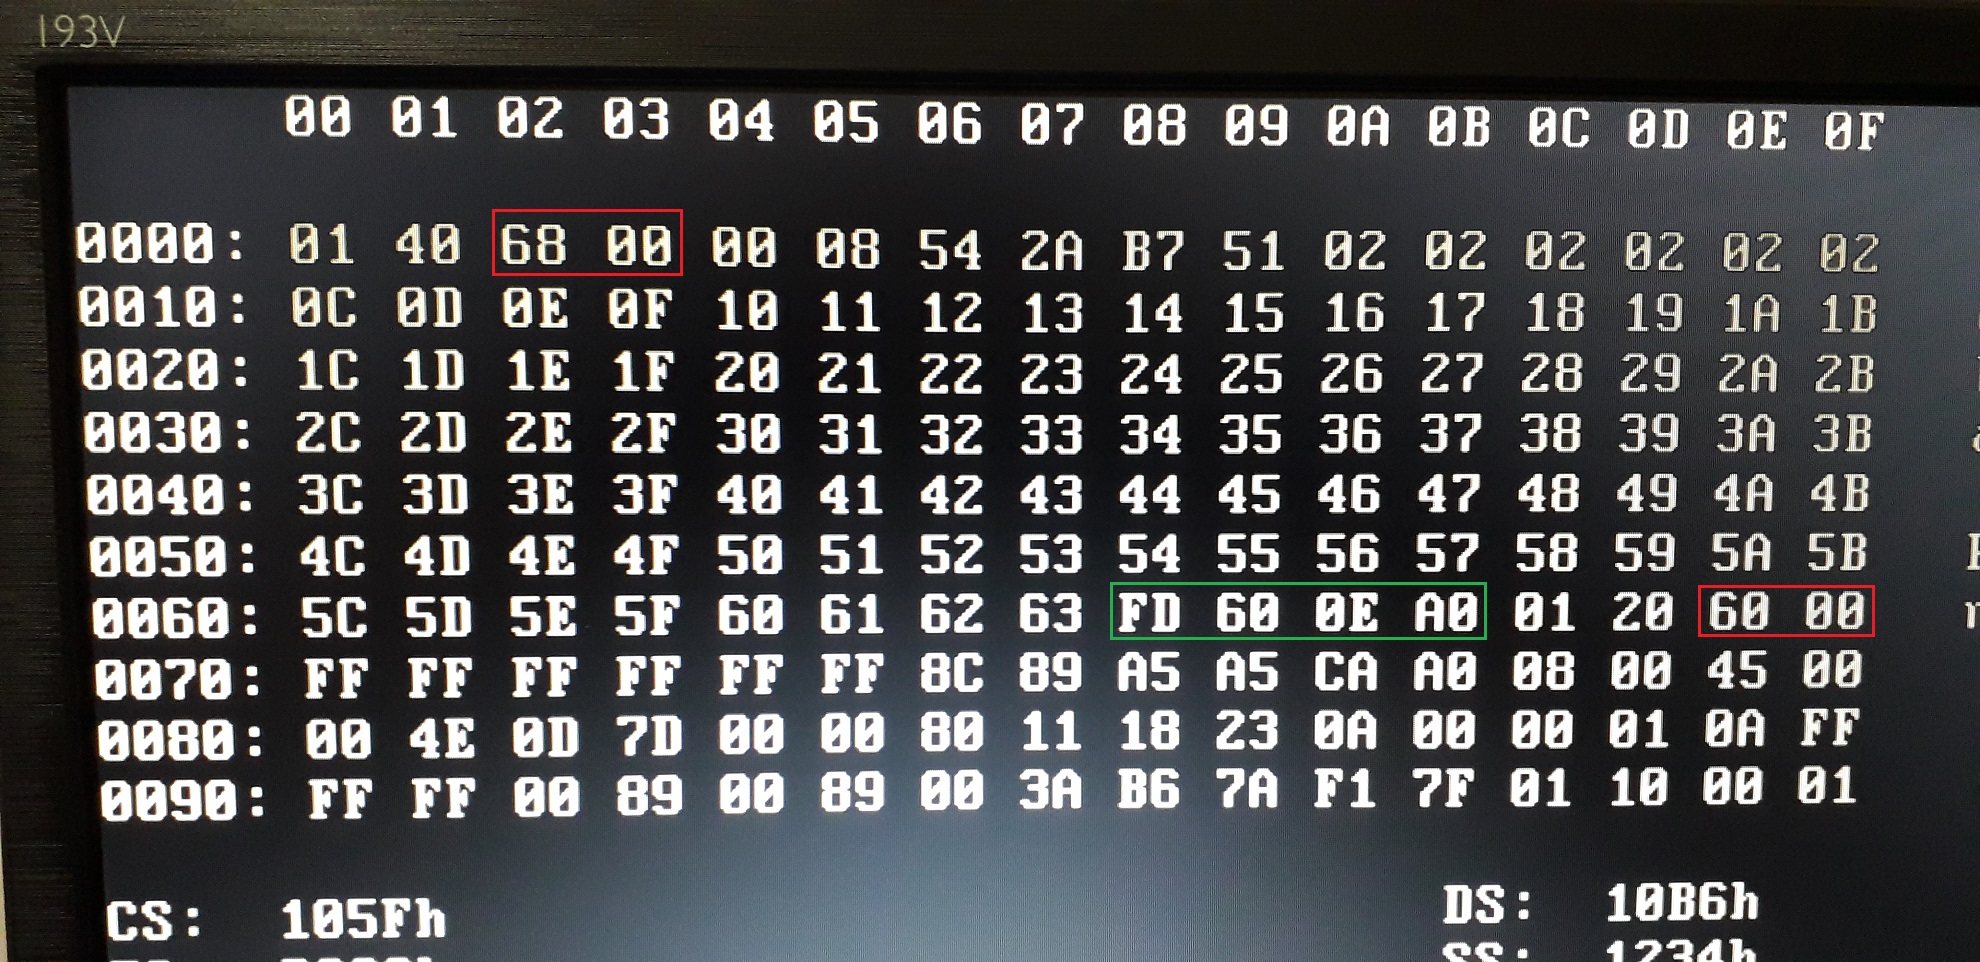 193V
00 01 02 03 04 05 06 07 08 09 0A 0B 0C 0D 0E 0F
0000: 01 40 68 00 00 08 54 2A B7 51 02 02 02 02 02 02
0010: 0C 0D 0E 0F 10 11 12 13 14 15 16 17 18 19 1A 1B
0020: 1C 1D 1E 1F 20 21 22 23 24 25 26 27 28 29 2A 2B
0030: 2C 2D 2E 2F 30 31 32 33 34 35 36 37 38 39 3A 3B
0040: 3C 3D 3E 3F 40 41 42 43 44 45 46 47 48 49 4A 4B
0050: 4C 4D 4E 4F 50 51 52 53 54 55 56 57 58 59 5A 5B
0060: 5C 5D 5E 5F 60 61 62 63 FD 60 0E A0 01 20 60 00
0070: FF FF FF FF FF FF 8C 89 A5 A5 CA A0 08 00 45 00
0080: 00 4E 0D 7D 00 00 80 11 18 23 0A 00 00 01 0A FF
0090: FF FF 00 89 00 89 00 3A B6 7A F1 7F 01 10 00 01
CS: 105Fh DS: 10B6h
SS: 1234h